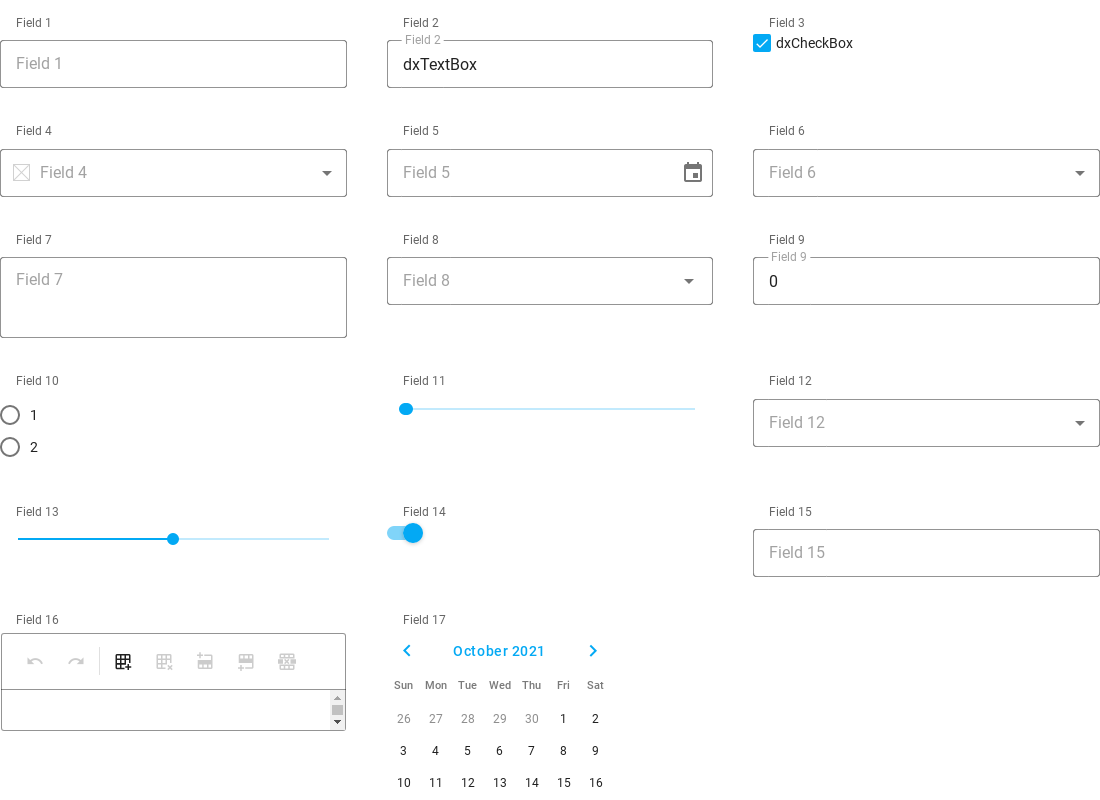 Field 1
Field 1
Field 2
Field 2
dxTextBox
Field 3
dxCheckBox
Field 4
Field 4
Field 5
Field 5
Field 6
Field 6
Field 7
Field 7
Field 8
Field 8
Field 9
Field 9
0
Field 10
1
2
Field 11
Field 12
Field 12
Field 13
Field 14
Field 15
Field 15
Field 16
Field 17
October 2021
Sun Mon Tue Wed Thu Fri Sat
26 27 28 29 30 1 2
3 4 5 6 7 8 9
10 11 12 13 14 15 16